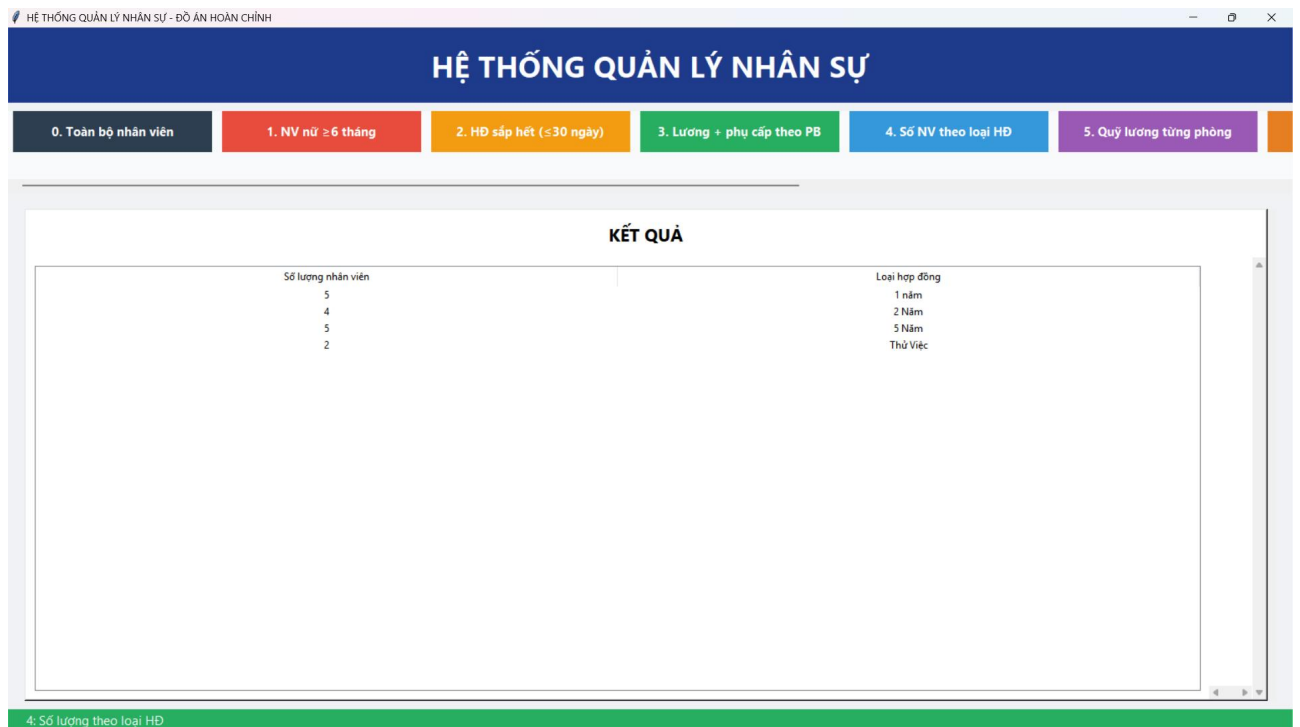 HỆ THỐNG QUẢN LÝ NHÂN SỰ - ĐỒ ÁN HOÀN CHỈNH
HỆ THỐNG QUẢN LÝ NHÂN SỰ
0. Toàn bộ nhân viên 1. NV nữ ≥6 tháng 2. HĐ sắp hết (≤30 ngày) 3. Lương + phụ cấp theo PB 4. Số NV theo loại HĐ 5. Quỹ lương từng phòng
KẾT QUẢ
Số lượng nhân viên Loại hợp đồng
5 1 năm
4 2 Năm
5 5 Năm
2 Thử Việc
4: Số lượng theo loại HĐ